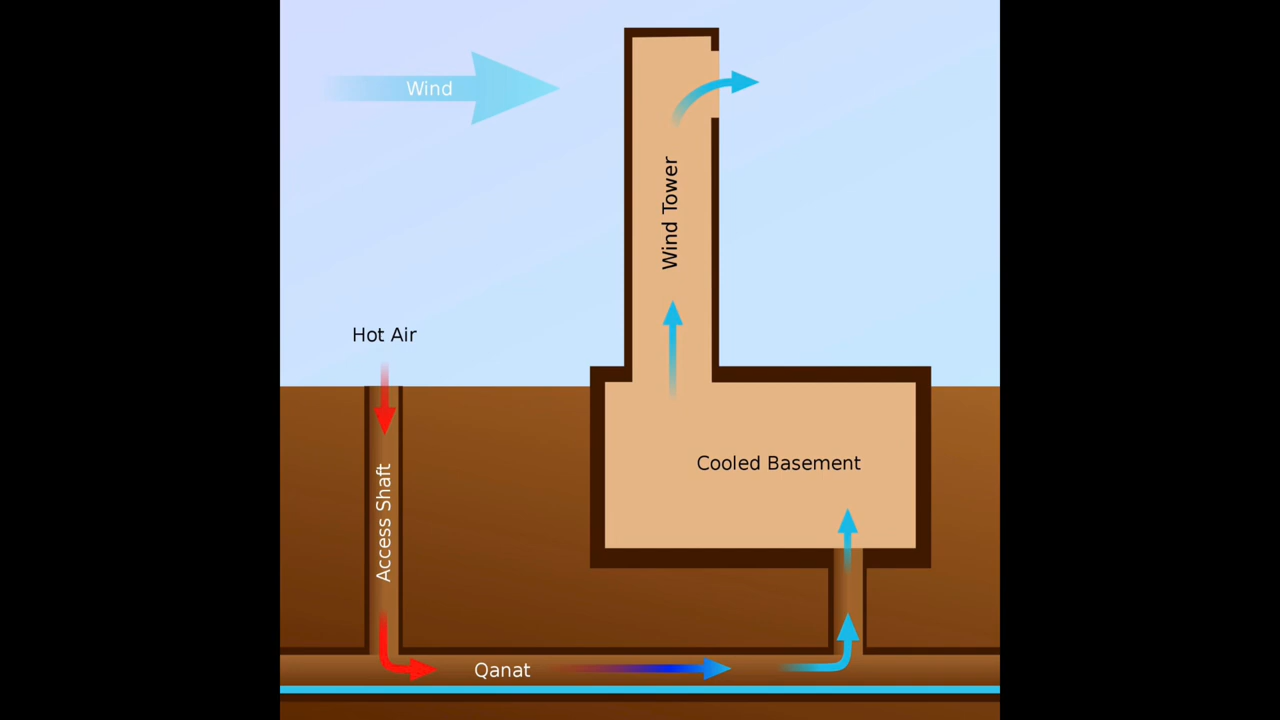 Wind
Wind Tower
Hot Air
Cooled Basement
Access Shaft
Qanat